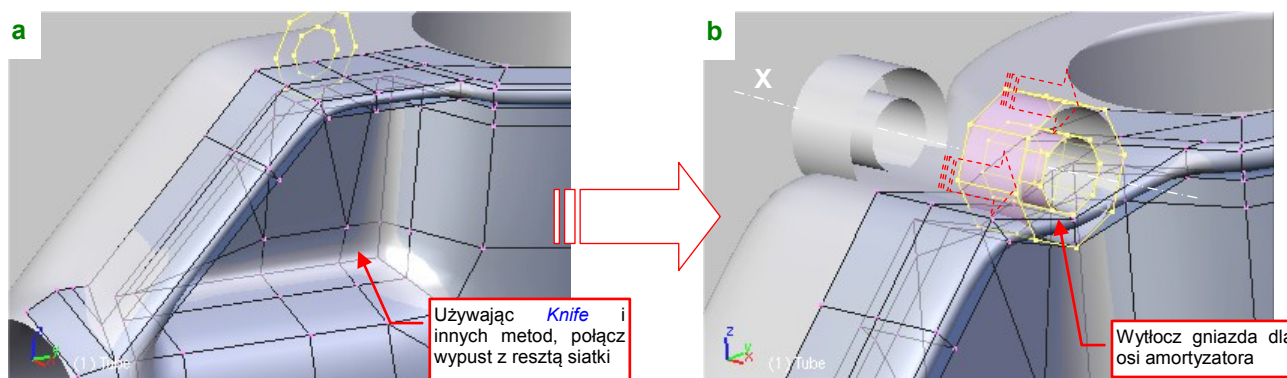 a
b
X
Używając Knife i
innych metod, połącz
wypust z resztą siatki
Wytłocz gniazda dla
osi amortyzatora
(1) Tube
z
y
x
(1) Tube